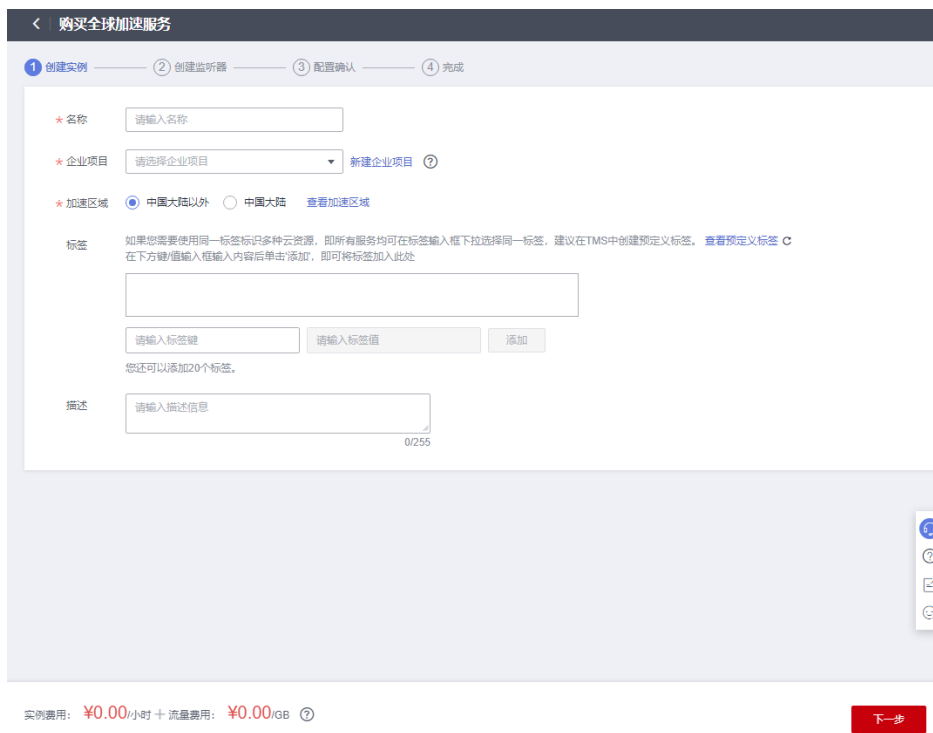 购买全球加速服务
1 创建实例 2 创建监听器 3 配置确认 4 完成
* 名称 请输入名称
* 企业项目 请选择企业项目 新建企业项目 ?
* 加速区域 中国大陆以外 中国大陆 查看加速区域
标签 如果您需要使用同一标签标识多种云资源，即所有服务均可在标签输入框下拉选择同一标签，建议在TMS中创建预定义标签。 查看预定义标签
在下方键/值输入框输入内容后单击'添加'，即可将标签加入此处
请输入标签键 请输入标签值 添加
您还可以添加20个标签。
描述 请输入描述信息
0/255
实例费用： ¥0.00/小时 + 流量费用： ¥0.00/GB ?
下一步